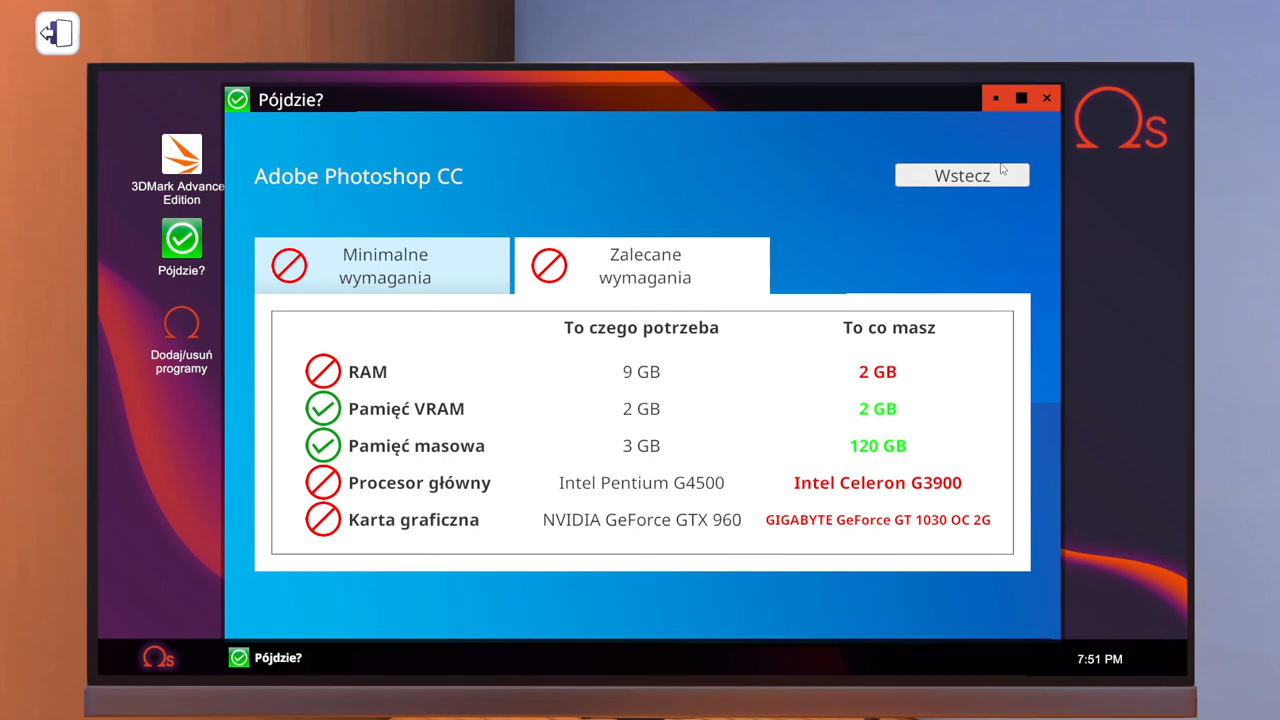 Pójdzie?
Ωs
3DMark Advance
Edition
Pójdzie?
Dodaj/usuń
programy
Adobe Photoshop CC
Wstecz
Minimalne
wymagania
Zalecane
wymagania
To czego potrzeba To co masz
RAM 9 GB 2 GB
Pamięć VRAM 2 GB 2 GB
Pamięć masowa 3 GB 120 GB
Procesor główny Intel Pentium G4500 Intel Celeron G3900
Karta graficzna NVIDIA GeForce GTX 960 GIGABYTE GeForce GT 1030 OC 2G
Ωs Pójdzie? 7:51 PM